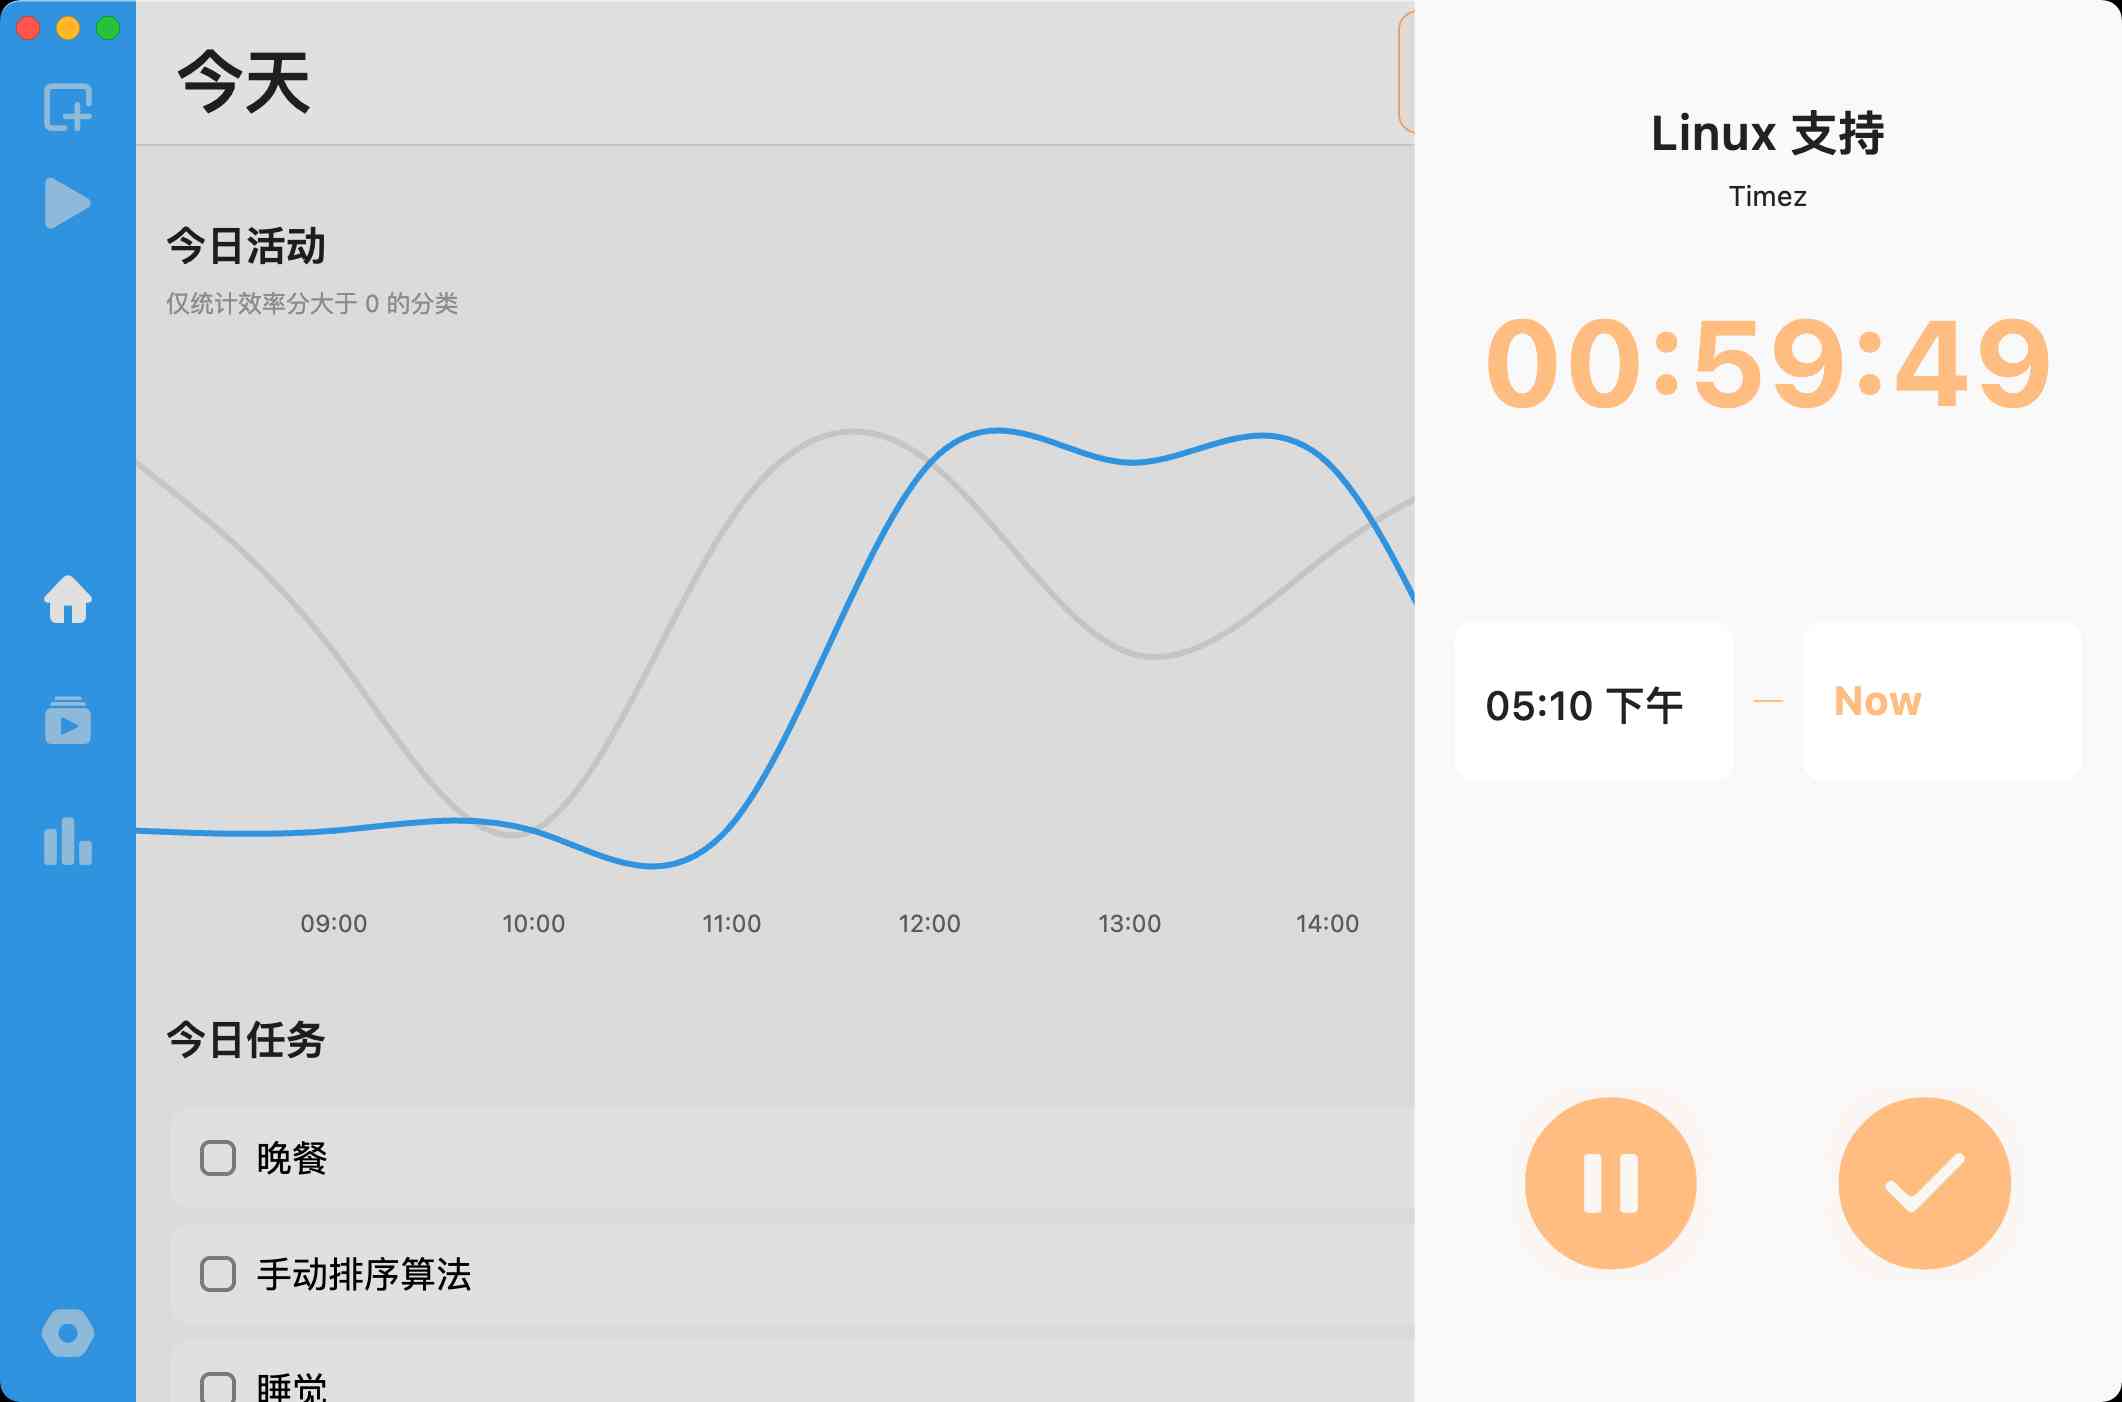 今天
今日活动
仅统计效率分大于 0 的分类
09:00 10:00 11:00 12:00 13:00 14:00
今日任务
晚餐
手动排序算法
睡觉
Linux 支持
Timez
00:59:49
05:10 下午 — Now